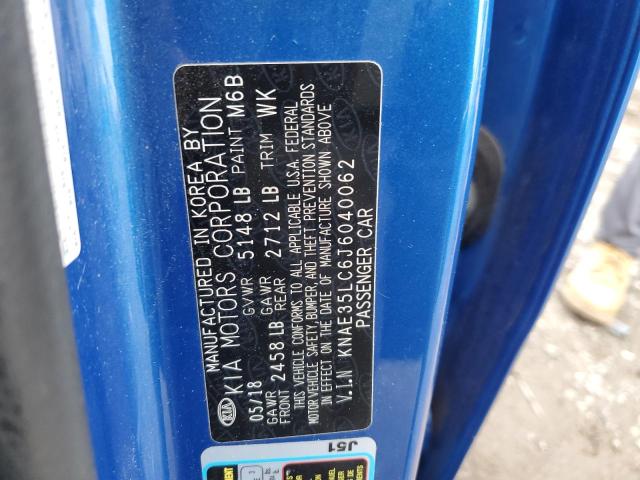 MANUFACTURED IN KOREA BY
KIA KIA MOTORS CORPORATION
05/18 GVWR 5148 LB PAINT M6B
GAWR FRONT 2458 LB GAWR REAR 2712 LB TRIM WK
THIS VEHICLE CONFORMS TO ALL APPLICABLE U.S.A. FEDERAL
MOTOR VEHICLE SAFETY, BUMPER, AND THEFT PREVENTION STANDARDS
IN EFFECT ON THE DATE OF MANUFACTURE SHOWN ABOVE
V.I.N KNAE35LC6J6040062
PASSENGER CAR
J51